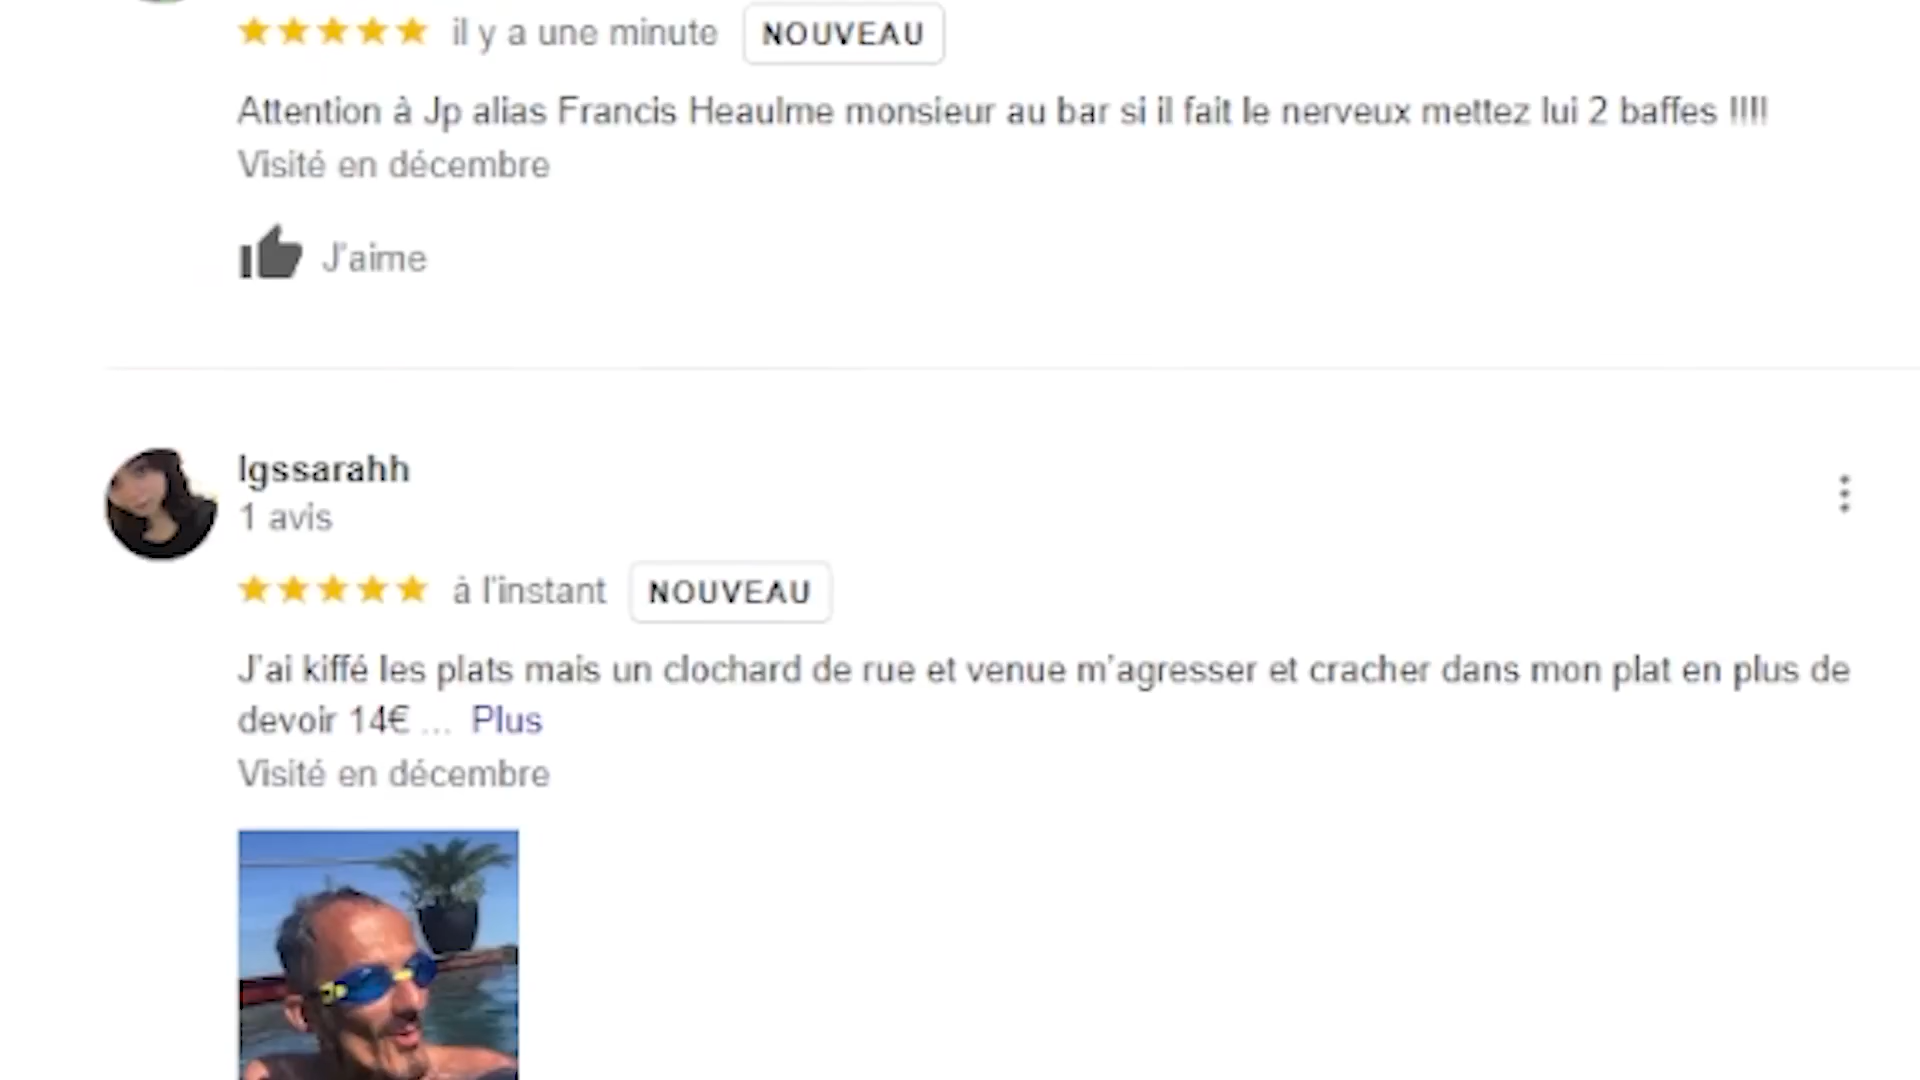 il y a une minute NOUVEAU
Attention à Jp alias Francis Heaulme monsieur au bar si il fait le nerveux mettez lui 2 baffes !!!!
Visité en décembre
J'aime
lgssarahh
1 avis
à l'instant NOUVEAU
J'ai kiffé les plats mais un clochard de rue et venue m'agresser et cracher dans mon plat en plus de
devoir 14€ ... Plus
Visité en décembre